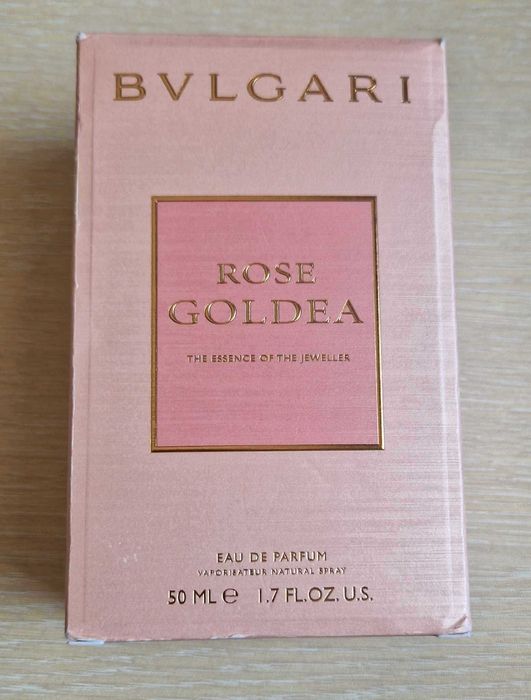 BVLGARI
ROSE
GOLDEA
THE ESSENCE OF THE JEWELLER
EAU DE PARFUM
VAPORISATEUR NATURAL SPRAY
50 ML ℮ 1.7 FL.OZ. U.S.